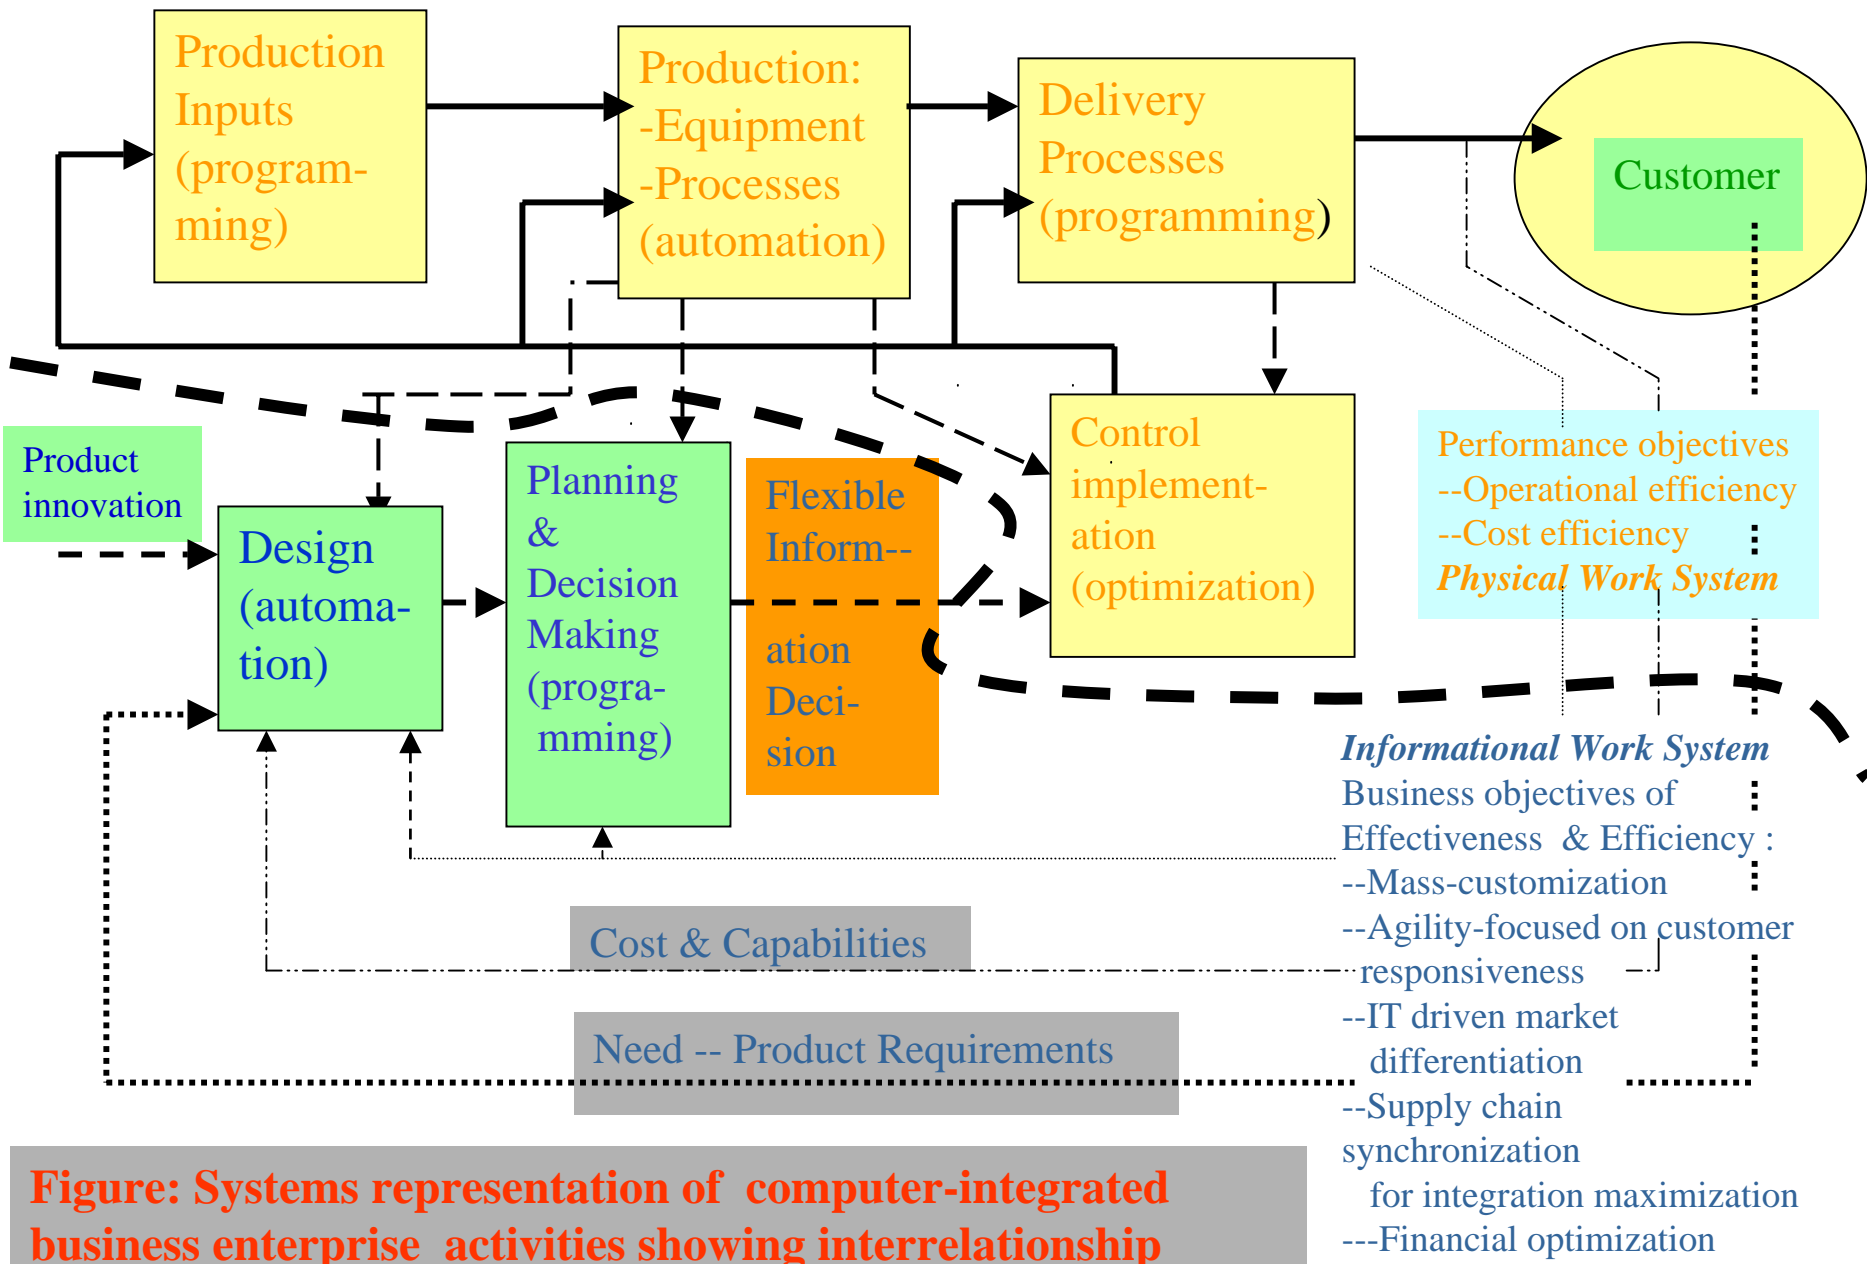 Production
Inputs
(program-
ming)
Production:
-Equipment
-Processes
(automation)
Delivery
Processes
(programming)
Customer
Product
innovation
Design
(automa-
tion)
Planning
&
Decision
Making
(progra-
mming)
Flexible
Inform--
ation
Deci-
sion
Control
implement-
ation
(optimization)
Performance objectives
--Operational efficiency
--Cost efficiency
Physical Work System
Informational Work System
Business objectives of
Effectiveness & Efficiency :
--Mass-customization
--Agility-focused on customer
responsiveness
--IT driven market
differentiation
--Supply chain
synchronization
for integration maximization
---Financial optimization
Cost & Capabilities
Need -- Product Requirements
Figure: Systems representation of computer-integrated
business enterprise activities showing interrelationship